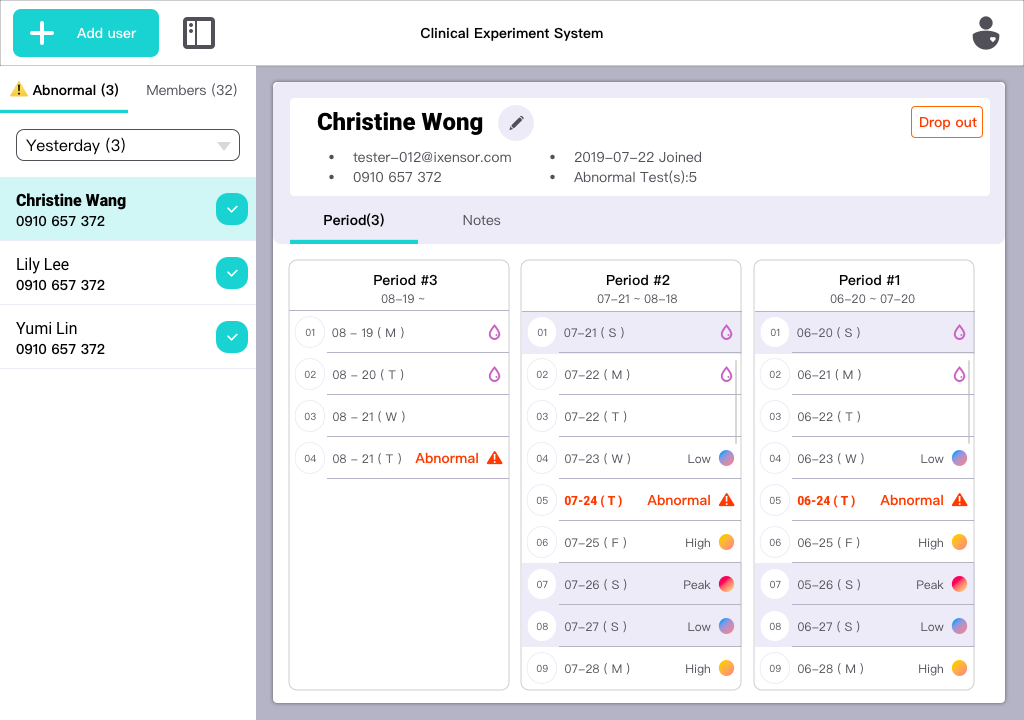 Add user
Clinical Experiment System
Abnormal (3)
Members (32)
Yesterday (3)
Christine Wang
0910 657 372
Lily Lee
0910 657 372
Yumi Lin
0910 657 372
Christine Wong
Drop out
• tester-012@ixensor.com
• 0910 657 372
• 2019-07-22 Joined
• Abnormal Test(s):5
Period(3)
Notes
Period #3
08-19 ~
01 08 - 19 ( M )
02 08 - 20 ( T )
03 08 - 21 ( W )
04 08 - 21 ( T ) Abnormal
Period #2
07-21 ~ 08-18
01 07-21 ( S )
02 07-22 ( M )
03 07-22 ( T )
04 07-23 ( W ) Low
05 07-24 ( T ) Abnormal
06 07-25 ( F ) High
07 07-26 ( S ) Peak
08 07-27 ( S ) Low
09 07-28 ( M ) High
Period #1
06-20 ~ 07-20
01 06-20 ( S )
02 06-21 ( M )
03 06-22 ( T )
04 06-23 ( W ) Low
05 06-24 ( T ) Abnormal
06 06-25 ( F ) High
07 05-26 ( S ) Peak
08 06-27 ( S ) Low
09 06-28 ( M ) High